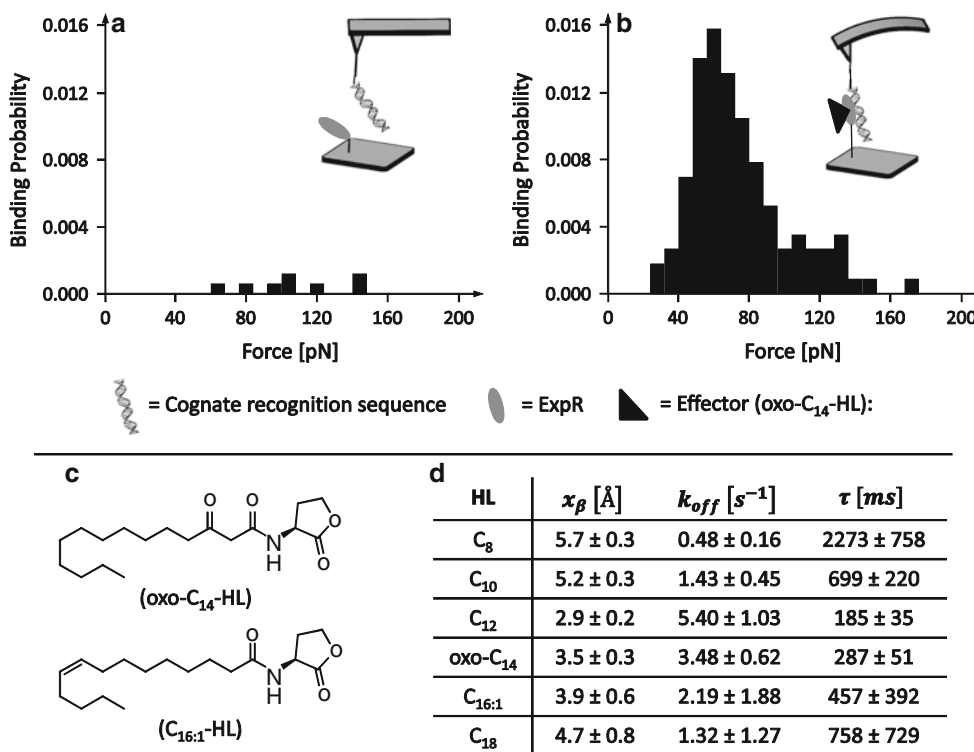 a
0.016
0.012
0.008
0.004
0.000
Binding Probability
0 40 80 120 160 200
Force [pN]
b
0.016
0.012
0.008
0.004
0.000
Binding Probability
0 40 80 120 160 200
Force [pN]
= Cognate recognition sequence = ExpR = Effector (oxo-C₁₄-HL):
c
O O
O
N
H
O
(oxo-C₁₄-HL)
O
O
N
H
O
(C₁₆:₁-HL)
d
HL xᵦ [Å] k_off [s⁻¹] τ [ms]
C₈ 5.7 ± 0.3 0.48 ± 0.16 2273 ± 758
C₁₀ 5.2 ± 0.3 1.43 ± 0.45 699 ± 220
C₁₂ 2.9 ± 0.2 5.40 ± 1.03 185 ± 35
oxo-C₁₄ 3.5 ± 0.3 3.48 ± 0.62 287 ± 51
C₁₆:₁ 3.9 ± 0.6 2.19 ± 1.88 457 ± 392
C₁₈ 4.7 ± 0.8 1.32 ± 1.27 758 ± 729